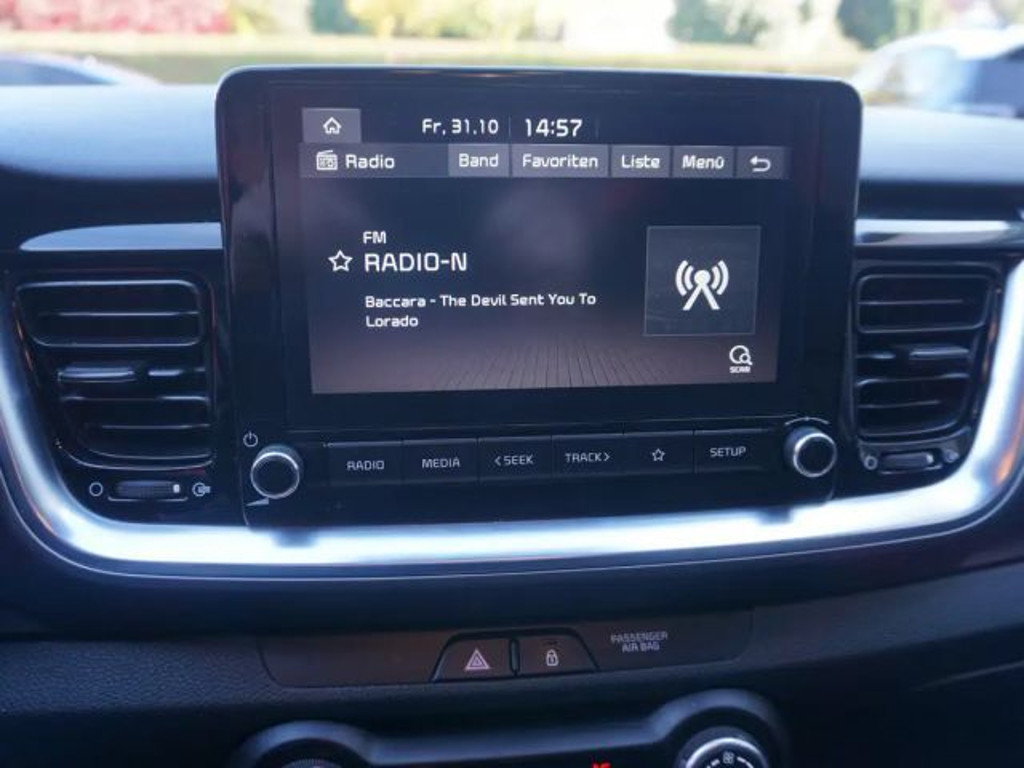 Fr, 31.10 14:57
Radio Band Favoriten Liste Menü
FM
RADIO-N
Baccara - The Devil Sent You To
Lorado
SCAN
RADIO MEDIA <SEEK TRACK> SETUP
PASSENGER
AIR BAG